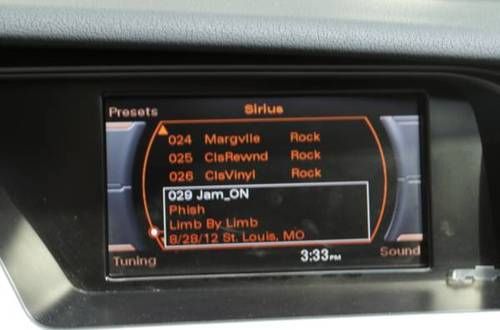 Presets Sirius
024 Margvlle Rock
025 ClsRewnd Rock
026 ClsVinyl Rock
029 Jam_ON
Phish
Limb By Limb
8/28/12 St. Louis, MO
Tuning 3:33PM Sound